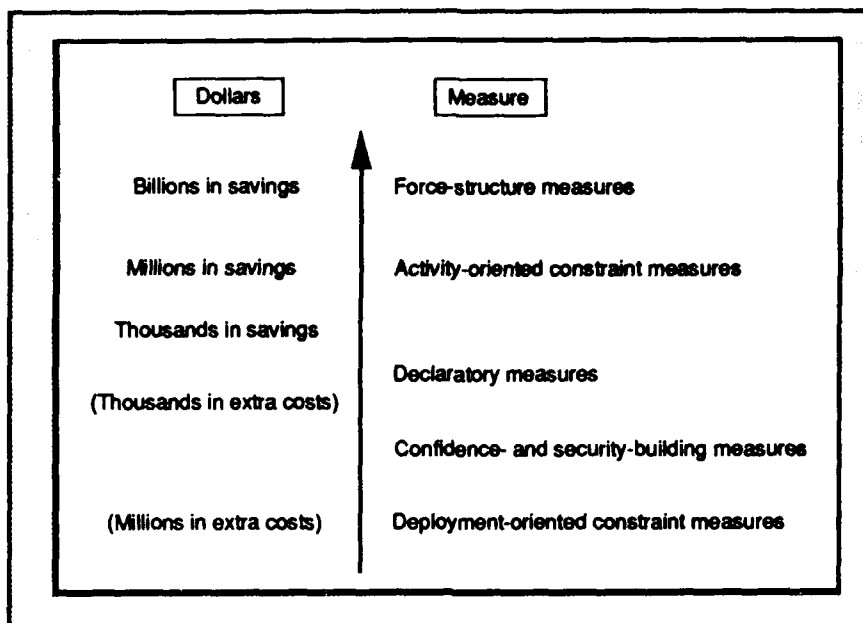 Dollars
Measure
Billions in savings
Force-structure measures
Millions in savings
Activity-oriented constraint measures
Thousands in savings
Declaratory measures
(Thousands in extra costs)
Confidence- and security-building measures
(Millions in extra costs)
Deployment-oriented constraint measures